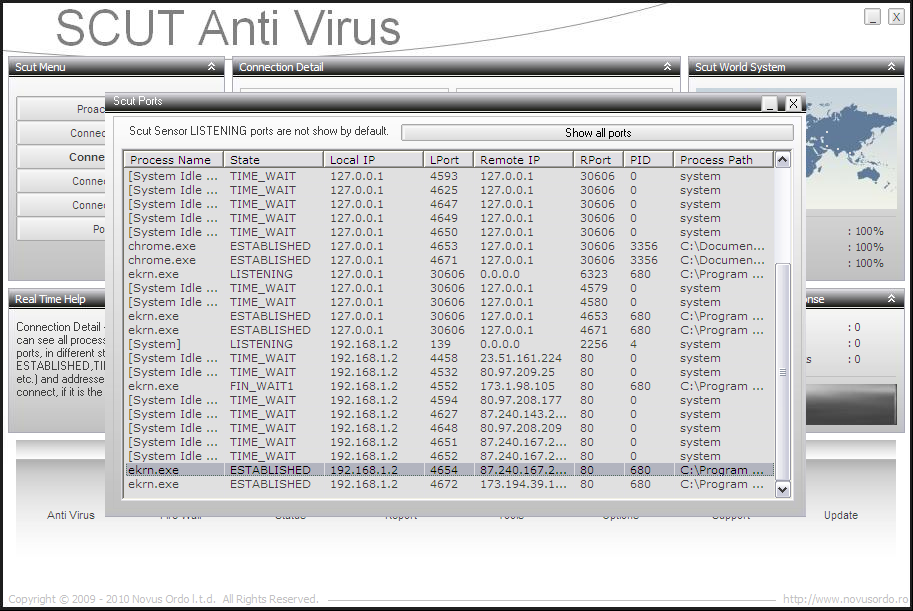 SCUT Anti Virus
_ X
Scut Menu
Connection Detail
Scut World System
Proac
Connec
Conne
Connec
Connec
Po
Scut Ports
_ X
Scut Sensor LISTENING ports are not show by default.
Show all ports
Process Name State Local IP LPort Remote IP RPort PID Process Path
[System Idle ... TIME_WAIT 127.0.0.1 4593 127.0.0.1 30606 0 system
[System Idle ... TIME_WAIT 127.0.0.1 4625 127.0.0.1 30606 0 system
[System Idle ... TIME_WAIT 127.0.0.1 4647 127.0.0.1 30606 0 system
[System Idle ... TIME_WAIT 127.0.0.1 4649 127.0.0.1 30606 0 system
[System Idle ... TIME_WAIT 127.0.0.1 4650 127.0.0.1 30606 0 system
chrome.exe ESTABLISHED 127.0.0.1 4653 127.0.0.1 30606 3356 C:\Documen...
chrome.exe ESTABLISHED 127.0.0.1 4671 127.0.0.1 30606 3356 C:\Documen...
ekrn.exe LISTENING 127.0.0.1 30606 0.0.0.0 6323 680 C:\Program ...
[System Idle ... TIME_WAIT 127.0.0.1 30606 127.0.0.1 4579 0 system
[System Idle ... TIME_WAIT 127.0.0.1 30606 127.0.0.1 4580 0 system
ekrn.exe ESTABLISHED 127.0.0.1 30606 127.0.0.1 4653 680 C:\Program ...
ekrn.exe ESTABLISHED 127.0.0.1 30606 127.0.0.1 4671 680 C:\Program ...
[System] LISTENING 192.168.1.2 139 0.0.0.0 2256 4 system
[System Idle ... TIME_WAIT 192.168.1.2 4458 23.51.161.224 80 0 system
[System Idle ... TIME_WAIT 192.168.1.2 4532 80.97.209.25 80 0 system
ekrn.exe FIN_WAIT1 192.168.1.2 4552 173.1.98.105 80 680 C:\Program ...
[System Idle ... TIME_WAIT 192.168.1.2 4594 80.97.208.177 80 0 system
[System Idle ... TIME_WAIT 192.168.1.2 4627 87.240.143.2... 80 0 system
[System Idle ... TIME_WAIT 192.168.1.2 4648 80.97.208.209 80 0 system
[System Idle ... TIME_WAIT 192.168.1.2 4651 87.240.167.2... 80 0 system
[System Idle ... TIME_WAIT 192.168.1.2 4652 87.240.167.2... 80 0 system
ekrn.exe ESTABLISHED 192.168.1.2 4654 87.240.167.2... 80 680 C:\Program ...
ekrn.exe ESTABLISHED 192.168.1.2 4672 173.194.39.1... 80 680 C:\Program ...
: 100%
: 100%
: 100%
Real Time Help
Connection Detail -
can see all process
ports, in different st
ESTABLISHED,TI
etc.) and addresse
connect, if it is the
onse
: 0
: 0
s : 0
Anti Virus Fire Wall Status Report Tools Options Support Update
Copyright © 2009 - 2010 Novus Ordo l.t.d. All Rights Reserved.
http://www.novusordo.ro